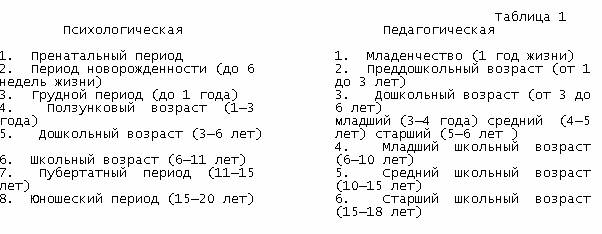 Таблица 1
Психологическая
1. Пренатальный период
2. Период новорожденности (до 6
недель жизни)
3. Грудной период (до 1 года)
4. Ползунковый возраст (1–3
года)
5. Дошкольный возраст (3–6 лет)
6. Школьный возраст (6–11 лет)
7. Пубертатный период (11–15
лет)
8. Юношеский период (15–20 лет)
Педагогическая
1. Младенчество (1 год жизни)
2. Преддошкольный возраст (от 1
до 3 лет)
3. Дошкольный возраст (от 3 до
6 лет)
младший (3–4 года) средний (4–5
лет) старший (5–6 лет )
4. Младший школьный возраст
(6–10 лет)
5. Средний школьный возраст
(10–15 лет)
6. Старший школьный возраст
(15–18 лет)